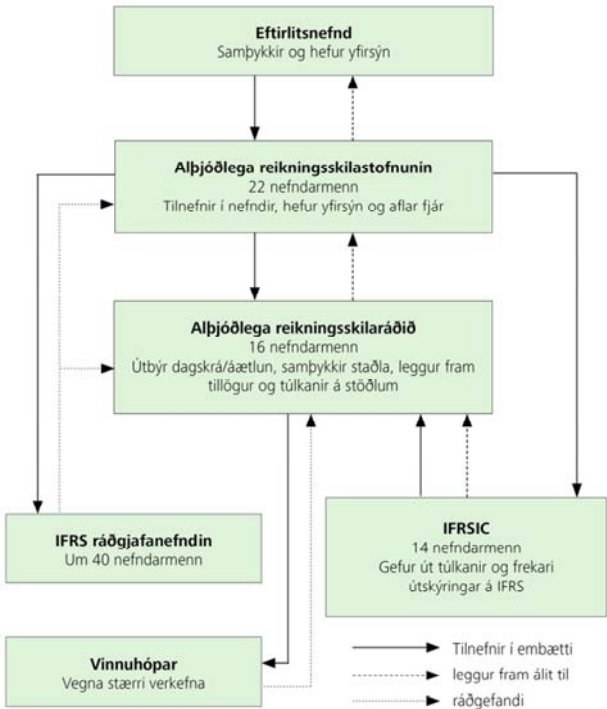 Eftirlitsnefnd
Samþykkir og hefur yfirsýn
Alþjóðlega reikningsskilastofnunin
22 nefndarmenn
Tilnefnir í nefndir, hefur yfirsýn og aflar fjár
Alþjóðlega reikningsskilaráðið
16 nefndarmenn
Útbýr dagskrá/áætlun, samþykkir staðla, leggur fram
tillögur og túlkanir á stöðlum
IFRS ráðgjafanefndin
Um 40 nefndarmenn
IFRSIC
14 nefndarmenn
Gefur út túlkanir og frekari
útskýringar á IFRS
Vinnuhópar
Vegna stærri verkefna
Tilnefnir í embætti
leggur fram álit til
ráðgefandi